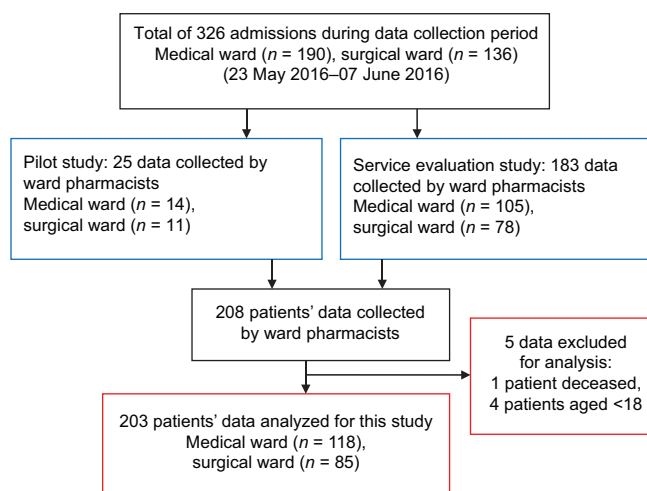 Total of 326 admissions during data collection period
Medical ward (n = 190), surgical ward (n = 136)
(23 May 2016–07 June 2016)
Pilot study: 25 data collected by
ward pharmacists
Medical ward (n = 14),
surgical ward (n = 11)
Service evaluation study: 183 data
collected by ward pharmacists
Medical ward (n = 105),
surgical ward (n = 78)
208 patients’ data collected
by ward pharmacists
5 data excluded
for analysis:
1 patient deceased,
4 patients aged <18
203 patients’ data analyzed for this study
Medical ward (n = 118),
surgical ward (n = 85)